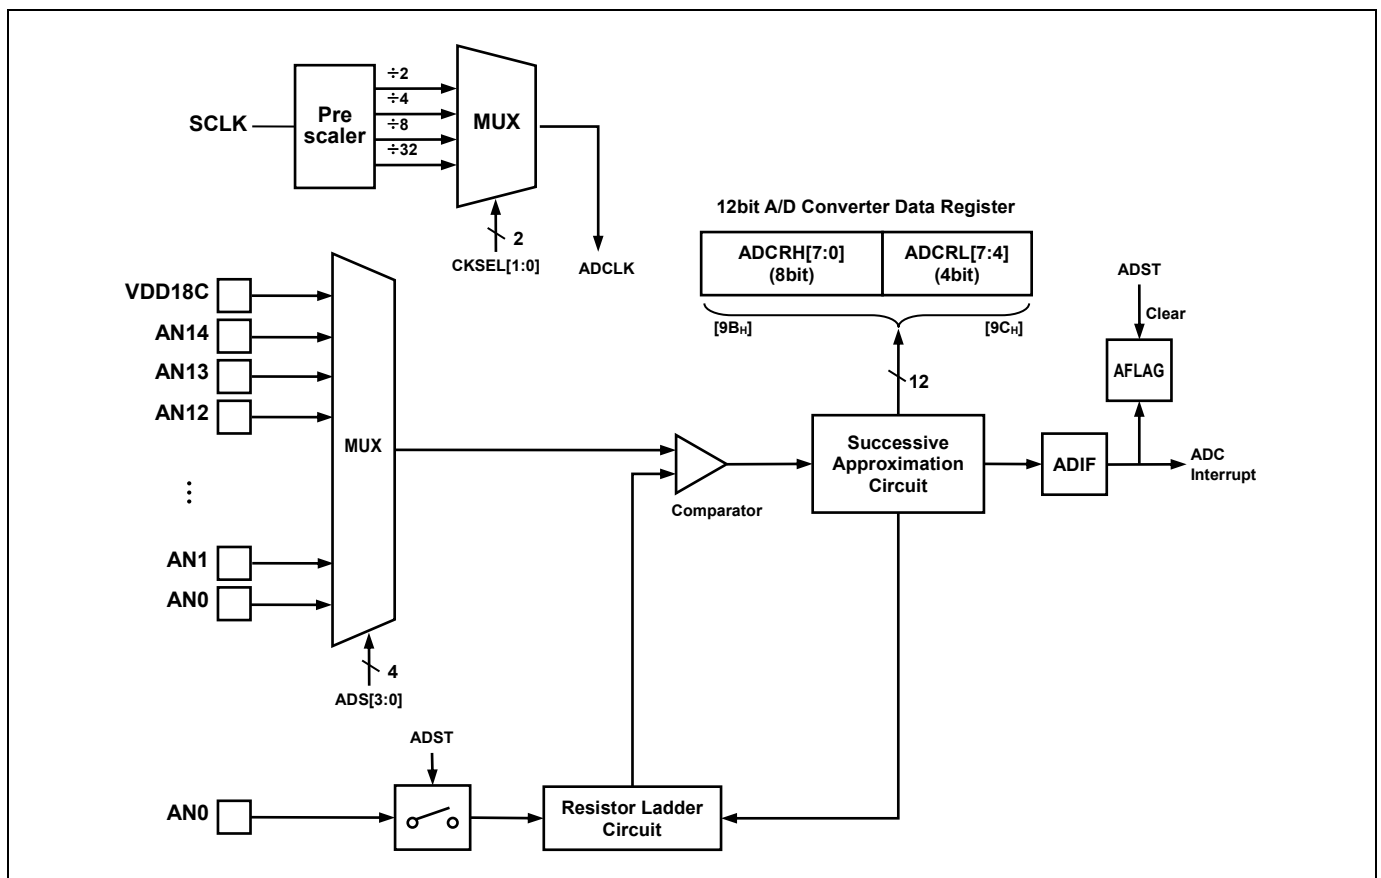 ÷2
÷4
÷8
÷32
SCLK
Pre
scaler
MUX
2
CKSEL[1:0]
ADCLK
12bit A/D Converter Data Register
ADCRH[7:0]
(8bit)
ADCRL[7:4]
(4bit)
[9BH]
[9CH]
12
ADST
Clear
AFLAG
VDD18C
AN14
AN13
AN12
⋮
AN1
AN0
MUX
4
ADS[3:0]
Comparator
Successive
Approximation
Circuit
ADIF
ADC
Interrupt
ADST
AN0
Resistor Ladder
Circuit